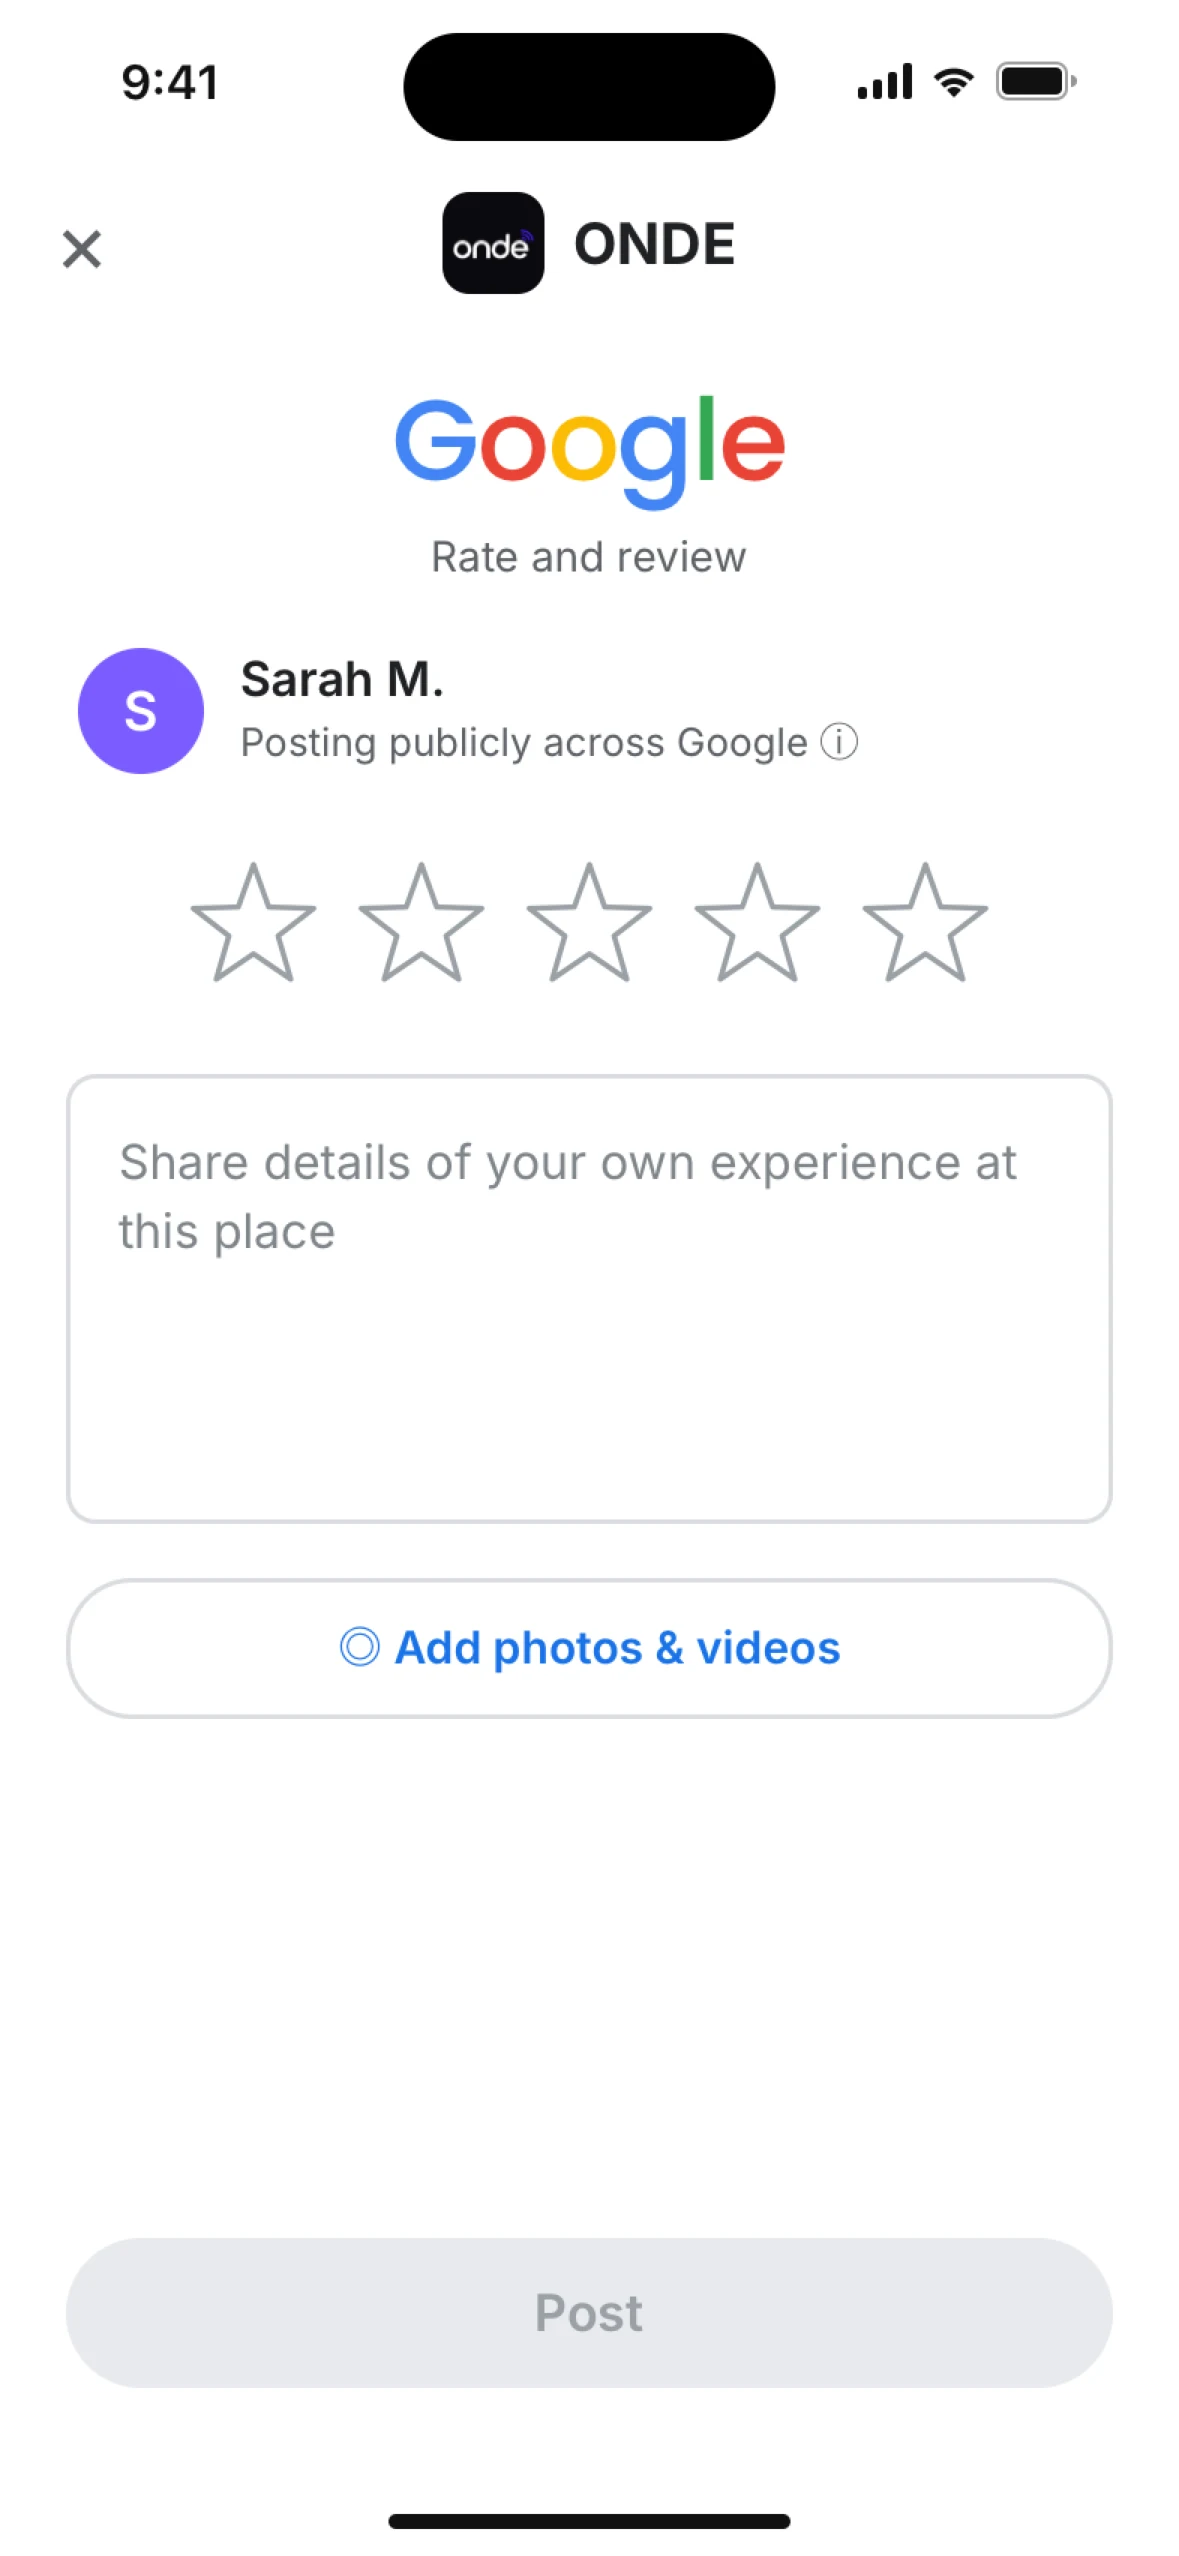 9:41
onde
ONDE
Google
Rate and review
S
Sarah M.
Posting publicly across Google ⓘ
Share details of your own experience at
this place
Add photos & videos
Post